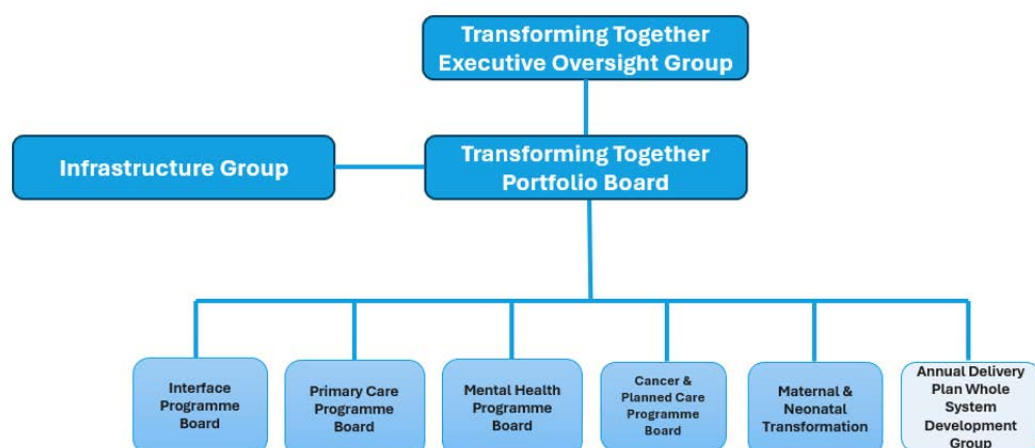 Transforming Together
Executive Oversight Group
Infrastructure Group
Transforming Together
Portfolio Board
Interface
Programme
Board
Primary Care
Programme
Board
Mental Health
Programme
Board
Cancer &
Planned Care
Programme
Board
Maternal &
Neonatal
Transformation
Annual Delivery
Plan Whole
System
Development
Group